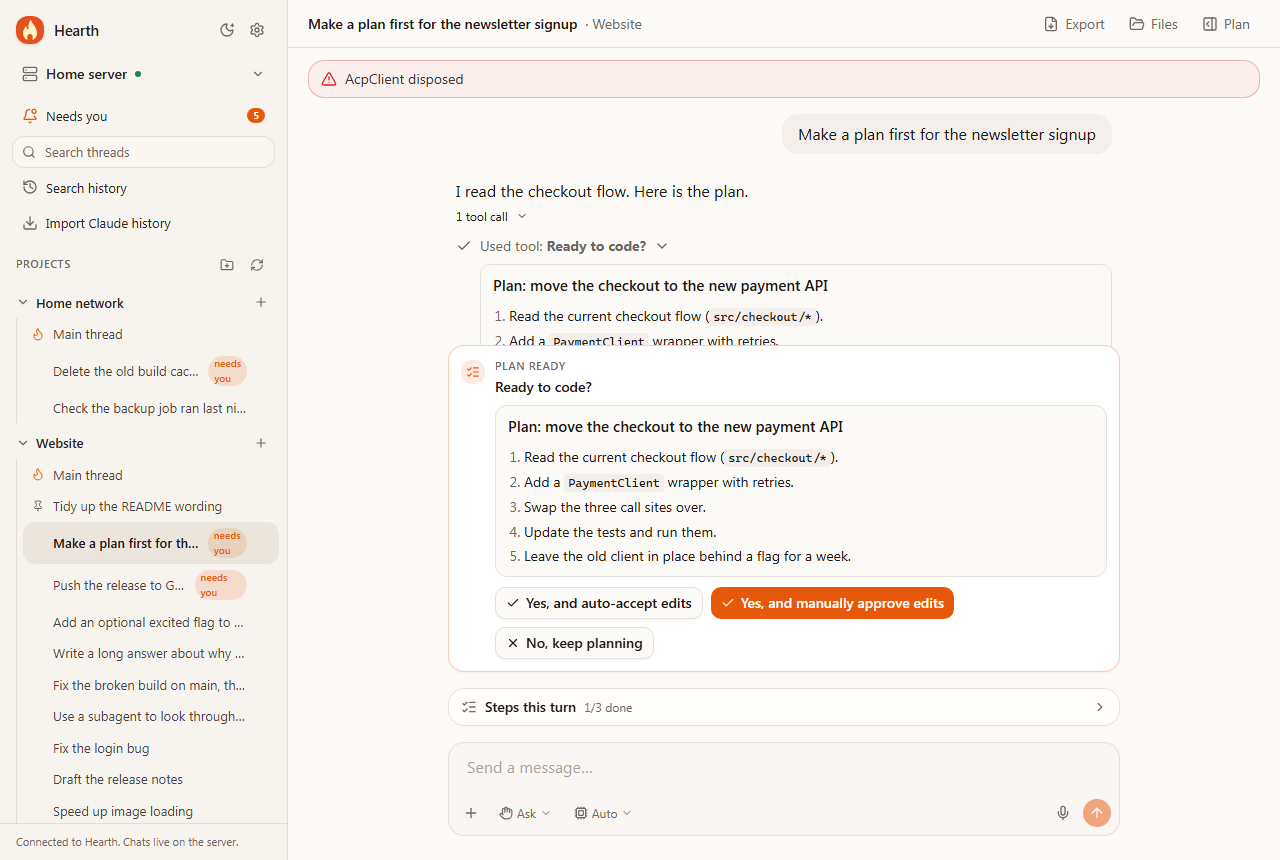 Hearth
Home server
Needs you
5
Search threads
Search history
Import Claude history
PROJECTS
Home network
Main thread
Delete the old build cac...
needs
you
Check the backup job ran last ni...
Website
Main thread
Tidy up the README wording
Make a plan first for th...
needs
you
Push the release to G...
needs
you
Add an optional excited flag to ...
Write a long answer about why ...
Fix the broken build on main, th...
Use a subagent to look through...
Fix the login bug
Draft the release notes
Speed up image loading
Connected to Hearth. Chats live on the server.
Make a plan first for the newsletter signup · Website
Export
Files
Plan
AcpClient disposed
Make a plan first for the newsletter signup
I read the checkout flow. Here is the plan.
1 tool call
Used tool: Ready to code?
Plan: move the checkout to the new payment API
1. Read the current checkout flow ( src/checkout/* ).
2. Add a PaymentClient wrapper with retries.
PLAN READY
Ready to code?
Plan: move the checkout to the new payment API
1. Read the current checkout flow ( src/checkout/* ).
2. Add a PaymentClient wrapper with retries.
3. Swap the three call sites over.
4. Update the tests and run them.
5. Leave the old client in place behind a flag for a week.
Yes, and auto-accept edits
Yes, and manually approve edits
No, keep planning
Steps this turn 1/3 done
Send a message...
Ask
Auto